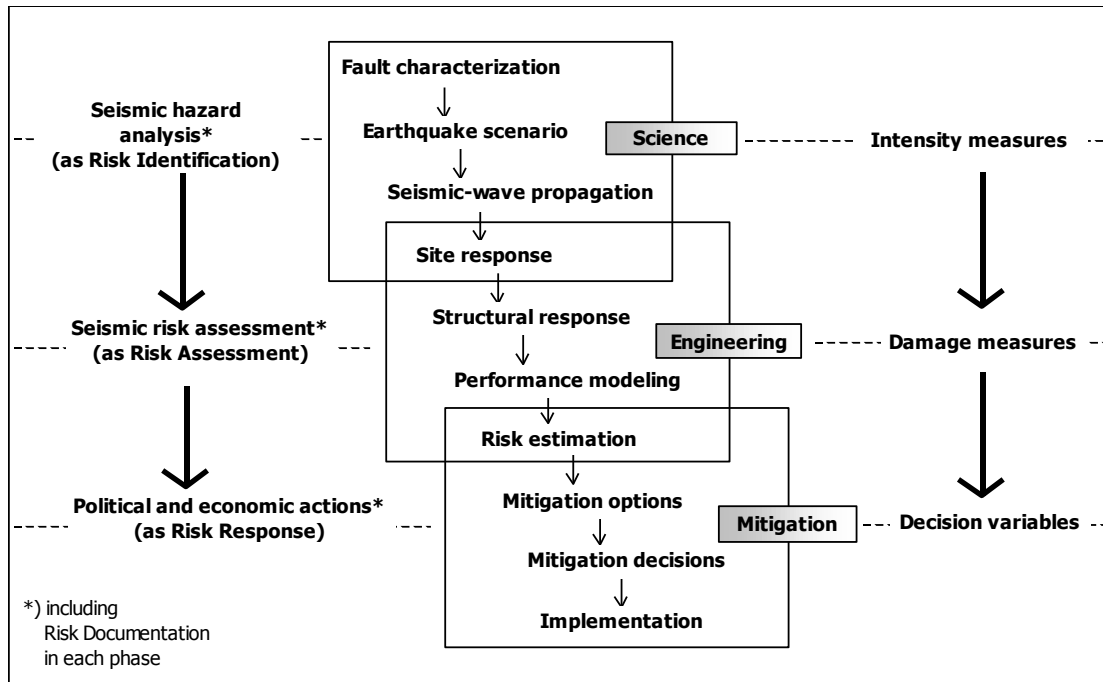 Fault characterization
Seismic hazard
analysis*
(as Risk Identification)
Earthquake scenario
Science
Intensity measures
Seismic-wave propagation
Site response
Structural response
Seismic risk assessment*
(as Risk Assessment)
Engineering
Damage measures
Performance modeling
Risk estimation
Political and economic actions*
(as Risk Response)
Mitigation options
Mitigation
Decision variables
Mitigation decisions
Implementation
*) including
Risk Documentation
in each phase